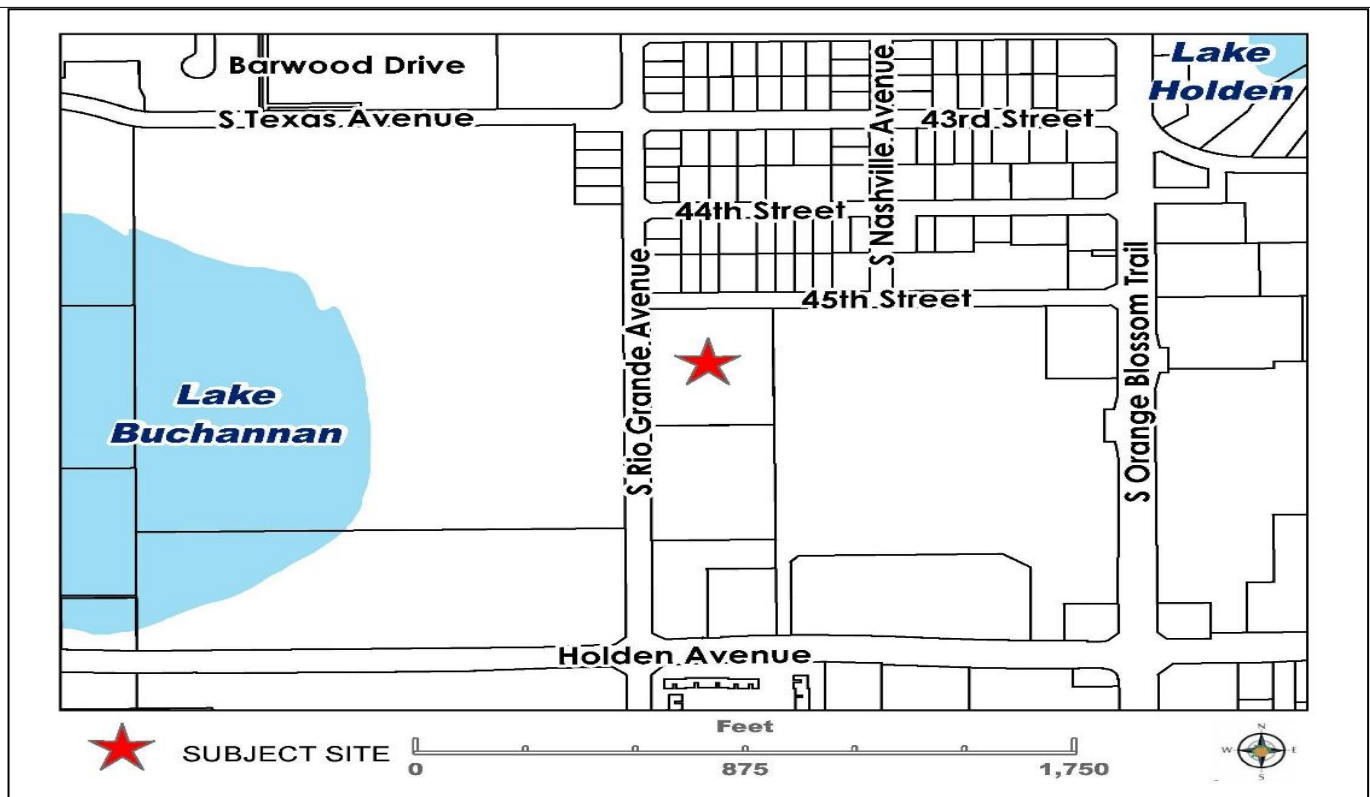 Barwood Drive
Lake
Holden
S Texas Avenue
43rd Street
S Nashville Avenue
44th Street
45th Street
S Rio Grande Avenue
S Orange Blossom Trail
Lake
Buchannan
Holden Avenue
SUBJECT SITE
Feet
0
875
1,750
N
W
E
S